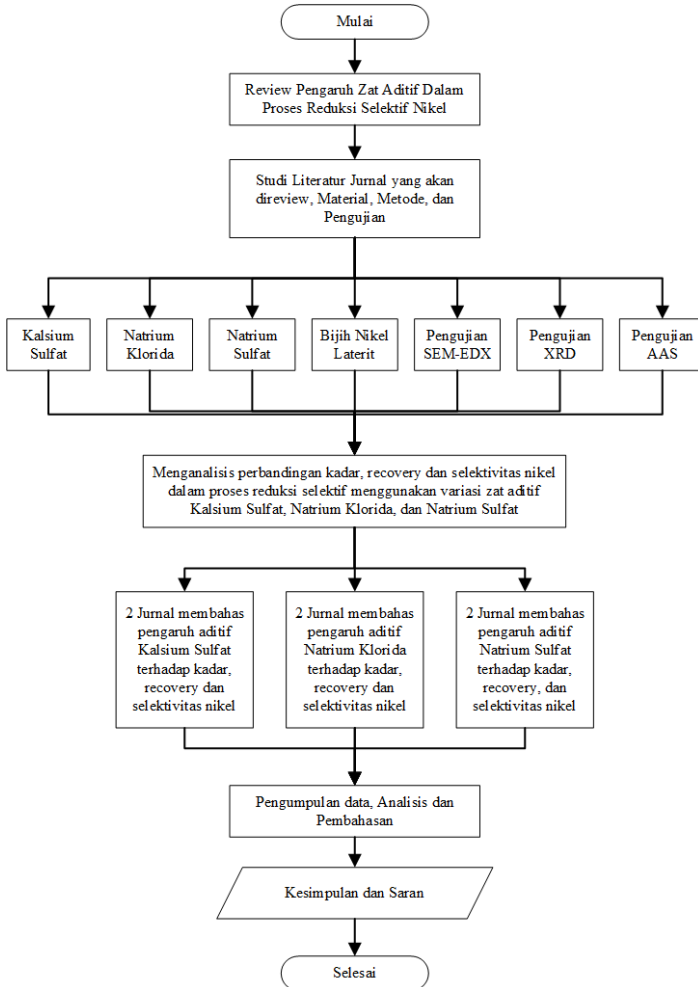 Mulai
Review Pengaruh Zat Aditif Dalam
Proses Reduksi Selektif Nikel
Studi Literatur Jurnal yang akan
direview, Material, Metode, dan
Pengujian
Kalsium
Sulfat
Natrium
Klorida
Natrium
Sulfat
Bijih Nikel
Laterit
Pengujian
SEM-EDX
Pengujian
XRD
Pengujian
AAS
Menganalisis perbandingan kadar, recovery dan selektivitas nikel
dalam proses reduksi selektif menggunakan variasi zat aditif
Kalsium Sulfat, Natrium Klorida, dan Natrium Sulfat
2 Jurnal membahas
pengaruh aditif
Kalsium Sulfat
terhadap kadar,
recovery dan
selektivitas nikel
2 Jurnal membahas
pengaruh aditif
Natrium Klorida
terhadap kadar,
recovery dan
selektivitas nikel
2 Jurnal membahas
pengaruh aditif
Natrium Sulfat
terhadap kadar,
recovery, dan
selektivitas nikel
Pengumpulan data, Analisis dan
Pembahasan
Kesimpulan dan Saran
Selesai